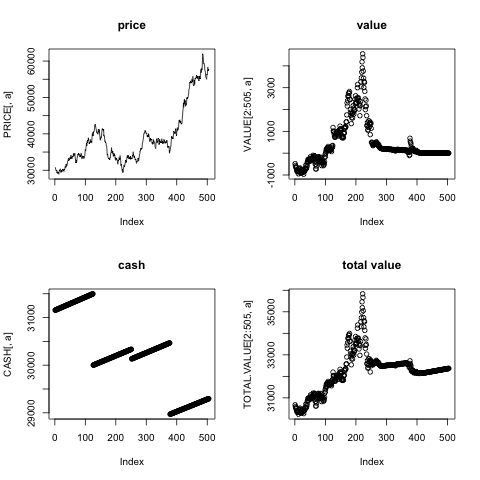 price
PRICE[, a]
60000
50000
40000
30000
0 100 200 300 400 500
Index
value
VALUE[2:505, a]
3000
1000
-1000
0 100 200 300 400 500
Index
cash
CASH[, a]
31000
30000
29000
0 100 200 300 400 500
Index
total value
TOTAL.VALUE[2:505, a]
35000
33000
31000
0 100 200 300 400 500
Index